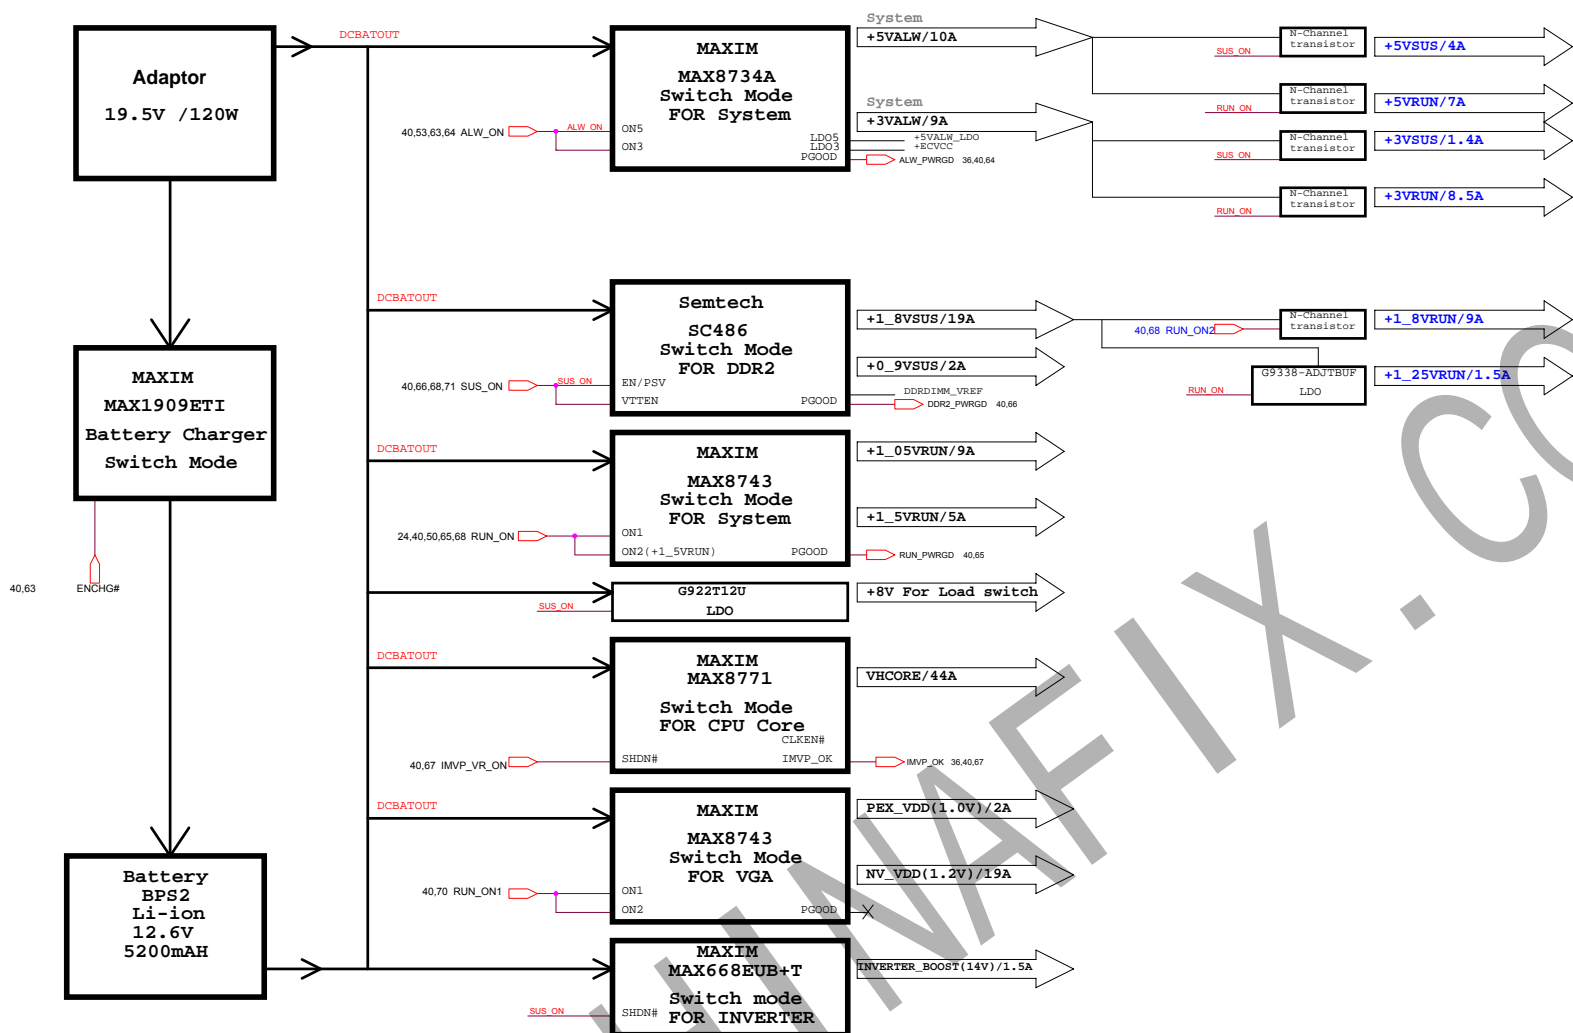 Adaptor
19.5V /120W
MAXIM
MAX1909ETI
Battery Charger
Switch Mode
40,63 ENCHG#
Battery
BPS2
Li-ion
12.6V
5200mAH
DCBATOUT
MAXIM
MAX8734A
Switch Mode
FOR System
40,53,63,64 ALW_ON
ALW_ON
ON5
ON3
LDO5
LDO3
PGOOD
+5VALW_LDO
+ECVCC
ALW_PWRGD 36,40,64
System
+5VALW/10A
System
+3VALW/9A
N-Channel
transistor
SUS_ON
+5VSUS/4A
N-Channel
transistor
RUN_ON
+5VRUN/7A
N-Channel
transistor
SUS_ON
+3VSUS/1.4A
N-Channel
transistor
RUN_ON
+3VRUN/8.5A
DCBATOUT
Semtech
SC486
Switch Mode
FOR DDR2
40,66,68,71 SUS_ON
SUS_ON
EN/PSV
VTTEN
PGOOD
DDRDIMM_VREF
DDR2_PWRGD 40,66
+1_8VSUS/19A
+0_9VSUS/2A
40,68 RUN_ON2
N-Channel
transistor
+1_8VRUN/9A
RUN_ON
G9338-ADJTBUF
LDO
+1_25VRUN/1.5A
DCBATOUT
MAXIM
MAX8743
Switch Mode
FOR System
24,40,50,65,68 RUN_ON
ON1
ON2(+1_5VRUN)
PGOOD
RUN_PWRGD 40,65
+1_05VRUN/9A
+1_5VRUN/5A
SUS_ON
G922T12U
LDO
+8V For Load switch
DCBATOUT
MAXIM
MAX8771
Switch Mode
FOR CPU Core
CLKEN#
40,67 IMVP_VR_ON
SHDN#
IMVP_OK
IMVP_OK 36,40,67
VHCORE/44A
DCBATOUT
MAXIM
MAX8743
Switch Mode
FOR VGA
40,70 RUN_ON1
ON1
ON2
PGOOD
PEX_VDD(1.0V)/2A
NV_VDD(1.2V)/19A
MAXIM
MAX668EUB+T
Switch mode
FOR INVERTER
SUS_ON
SHDN#
INVERTER_BOOST(14V)/1.5A
HINAFIX.CO